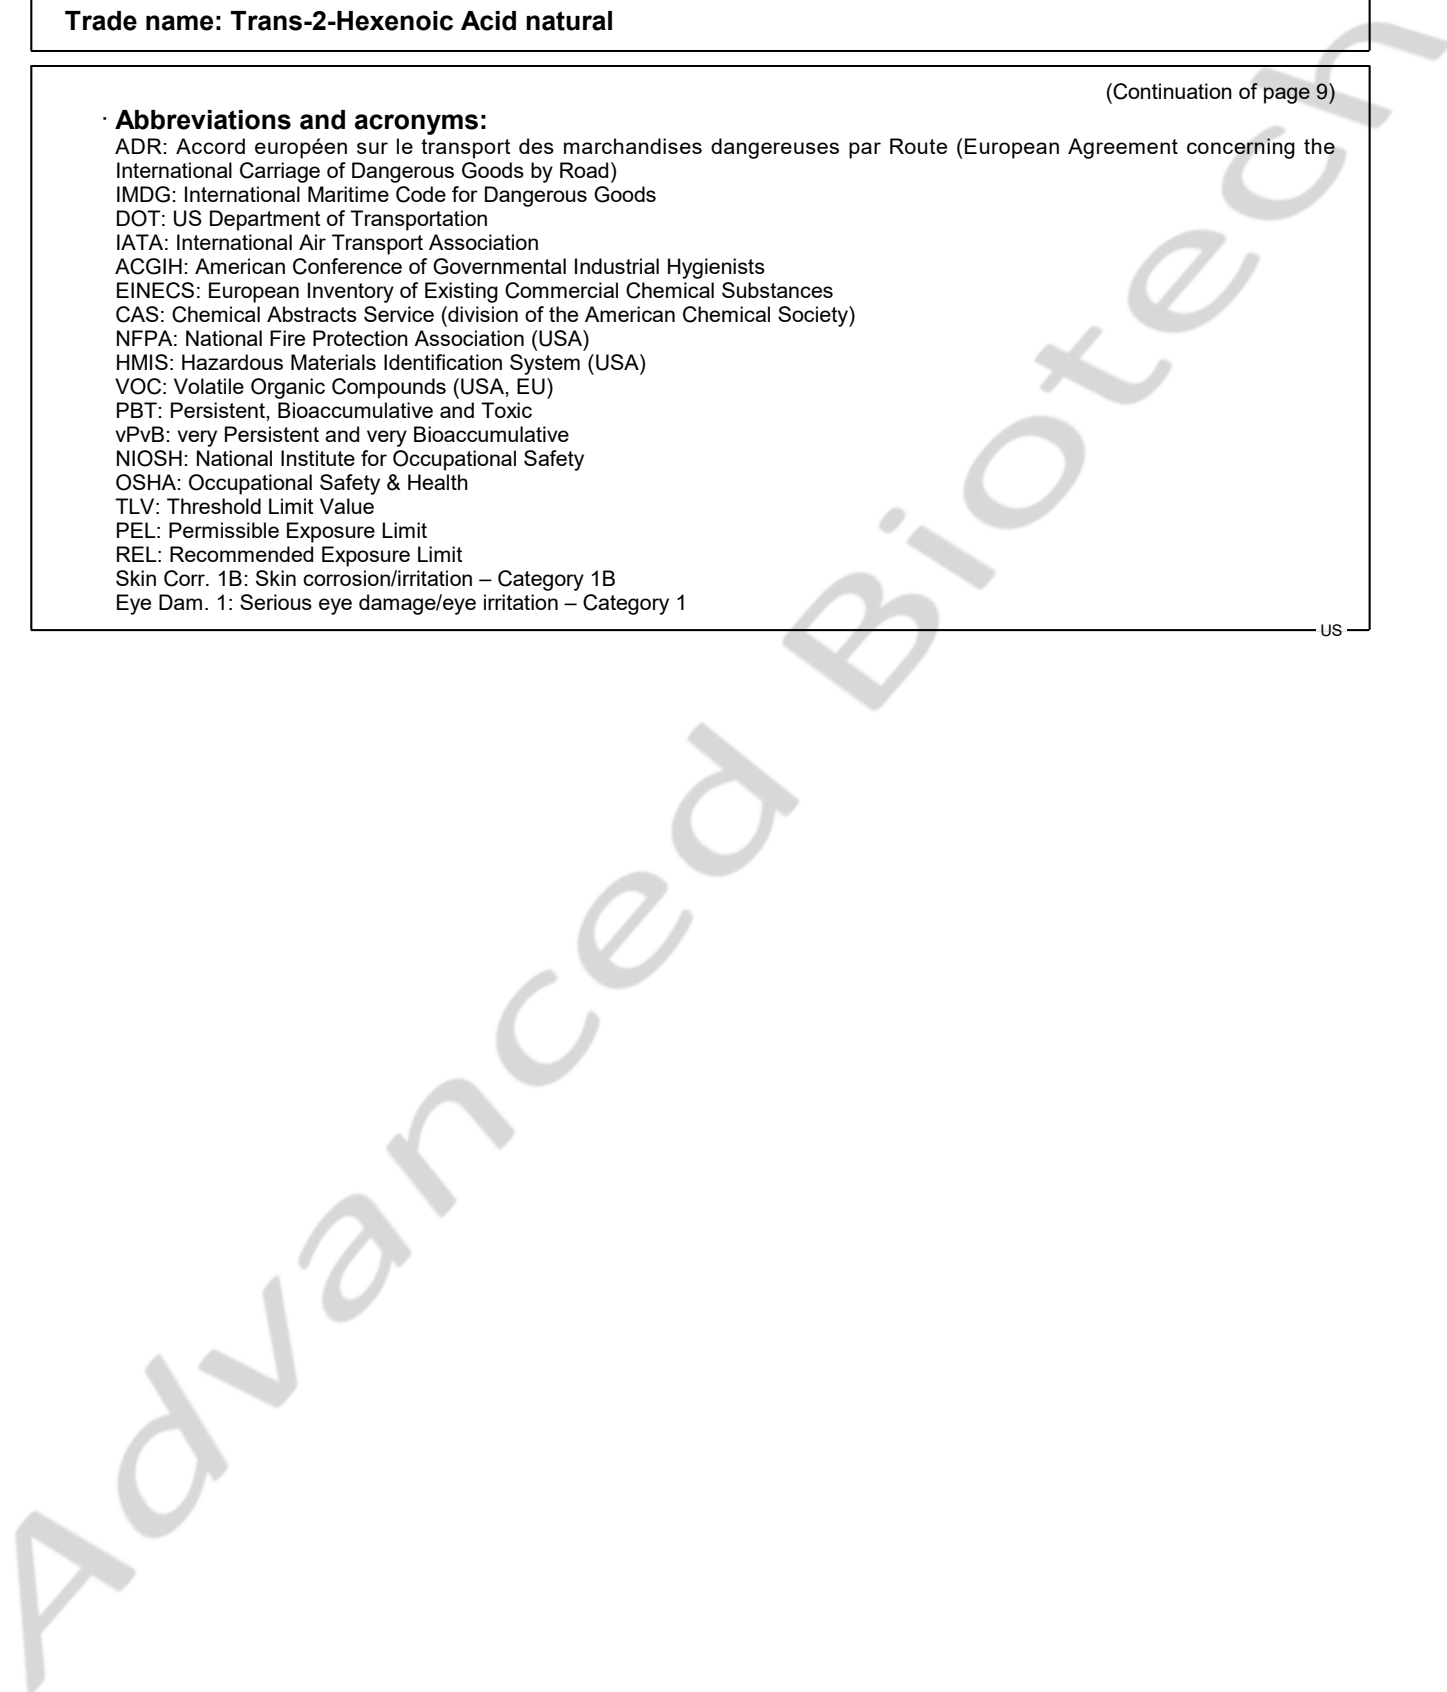 Trade name: Trans-2-Hexenoic Acid natural
(Continuation of page 9)
· Abbreviations and acronyms:
ADR: Accord européen sur le transport des marchandises dangereuses par Route (European Agreement concerning the
International Carriage of Dangerous Goods by Road)
IMDG: International Maritime Code for Dangerous Goods
DOT: US Department of Transportation
IATA: International Air Transport Association
ACGIH: American Conference of Governmental Industrial Hygienists
EINECS: European Inventory of Existing Commercial Chemical Substances
CAS: Chemical Abstracts Service (division of the American Chemical Society)
NFPA: National Fire Protection Association (USA)
HMIS: Hazardous Materials Identification System (USA)
VOC: Volatile Organic Compounds (USA, EU)
PBT: Persistent, Bioaccumulative and Toxic
vPvB: very Persistent and very Bioaccumulative
NIOSH: National Institute for Occupational Safety
OSHA: Occupational Safety & Health
TLV: Threshold Limit Value
PEL: Permissible Exposure Limit
REL: Recommended Exposure Limit
Skin Corr. 1B: Skin corrosion/irritation – Category 1B
Eye Dam. 1: Serious eye damage/eye irritation – Category 1
US
Advanced Biotech